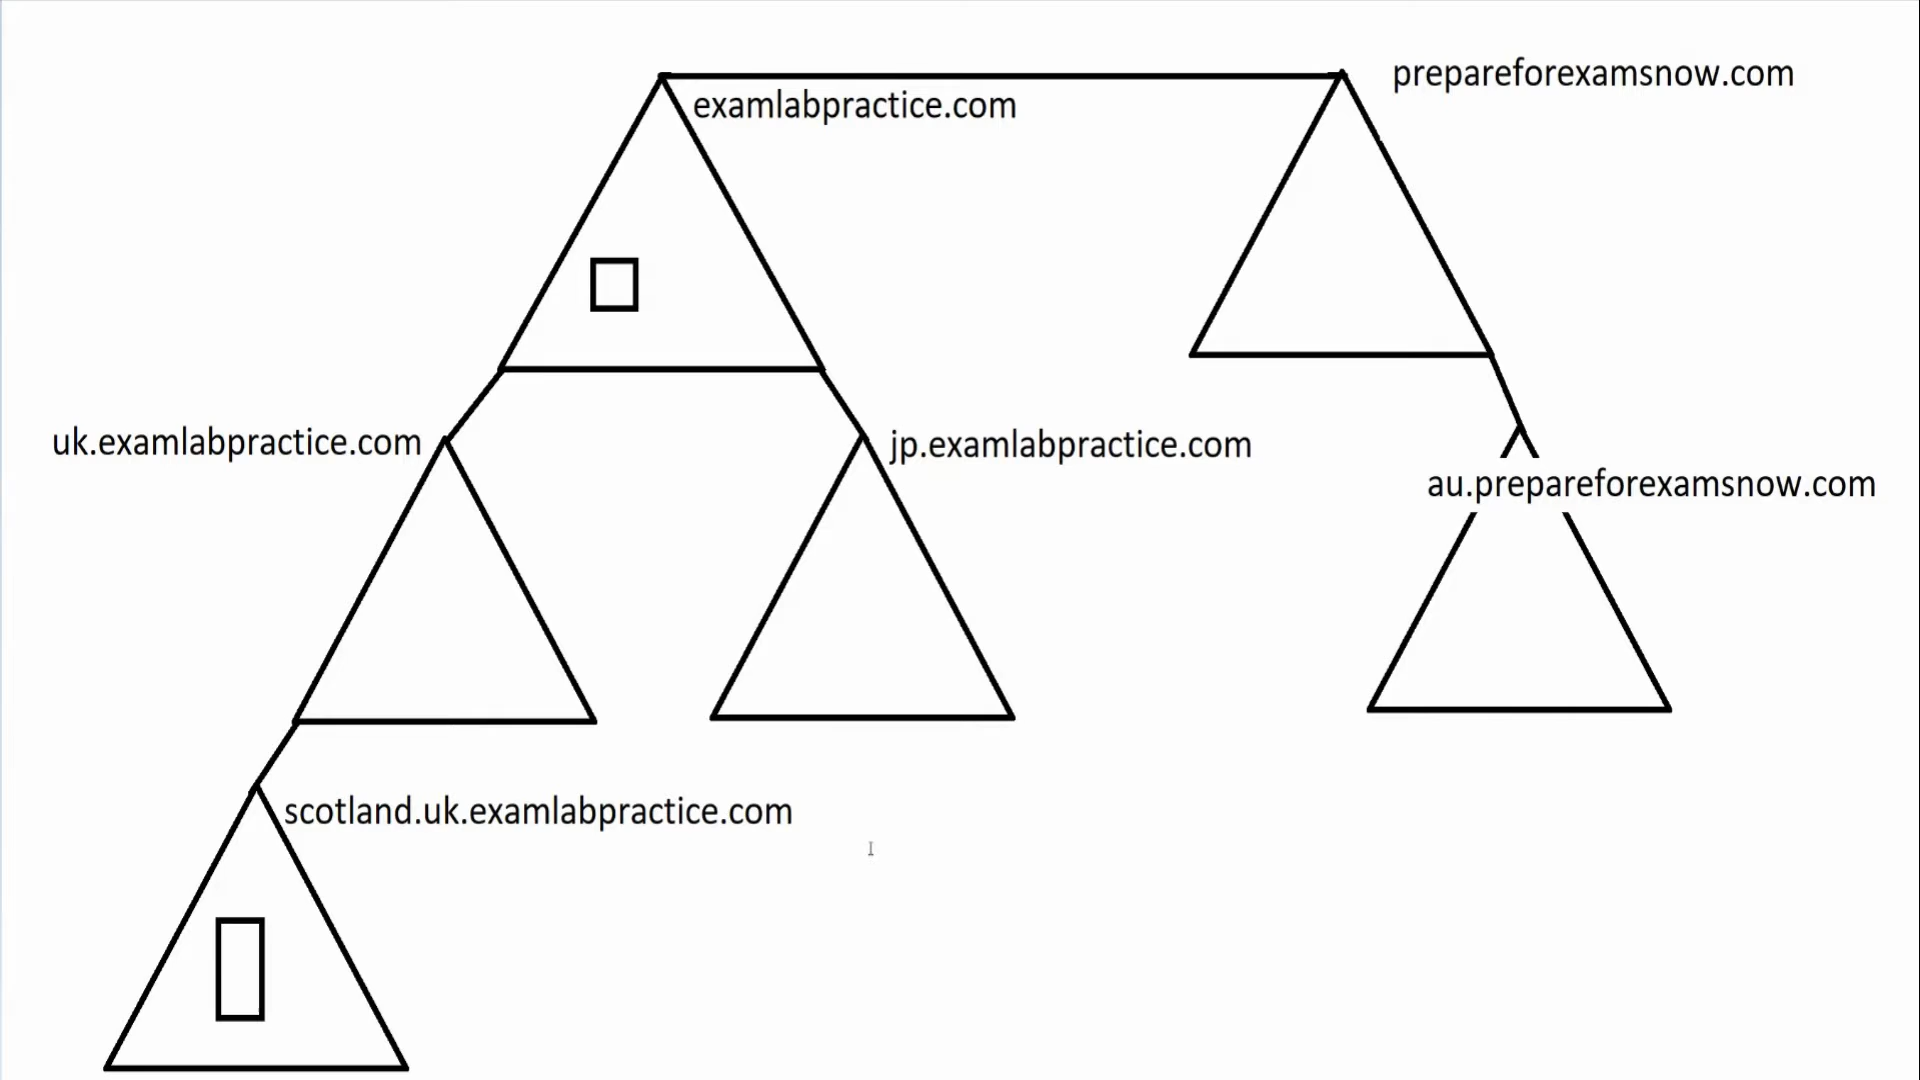 prepareforexamsnow.com
examlabpractice.com
uk.examlabpractice.com
jp.examlabpractice.com
au.prepareforexamsnow.com
scotland.uk.examlabpractice.com